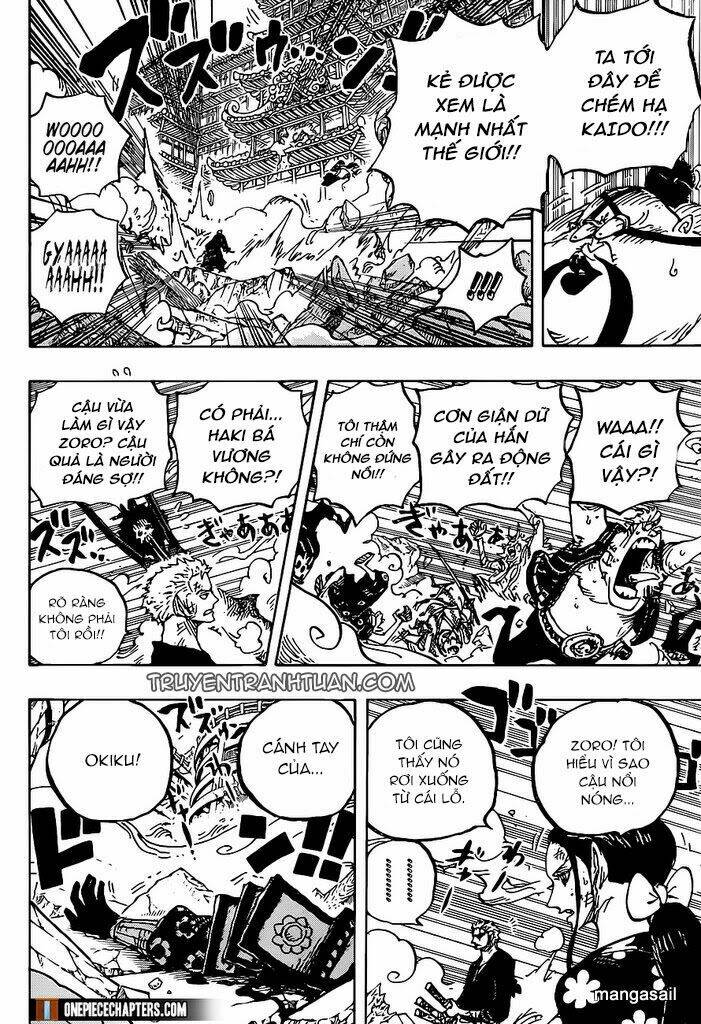 TA TỚI
ĐÂY ĐỂ
CHÉM HẠ
KAIDO!!!
KẺ ĐƯỢC
XEM LÀ
MẠNH NHẤT
THẾ GIỚI!!
WOOOO
OOOAAA
AAHH!!
GYAAAAA
AAAHH!!
!!!!
WAAA!!
CÁI GÌ
VẬY?!
CƠN GIẬN DỮ
CỦA HẮN
GÂY RA ĐỘNG
ĐẤT!!
TÔI THẬM
CHÍ CÒN
KHÔNG ĐỨNG
NỔI!!
CÓ PHẢI...
HAKI BÁ
VƯƠNG
KHÔNG?!
CẬU VỪA
LÀM GÌ VẬY
ZORO? CẬU
QUẢ LÀ NGƯỜI
ĐÁNG SỢ!!
RÕ RÀNG
KHÔNG PHẢI
TÔI RỒI!!
TRUYENTRANHTUAN.COM
ZORO! TÔI
HIỂU VÌ SAO
CẬU NỔI
NÓNG...
TÔI CŨNG
THẤY NÓ
RƠI XUỐNG
TỪ CÁI LỖ.
CÁNH TAY
CỦA...
OKIKU!
ONEPIECECHAPTERS.COM
mangasail